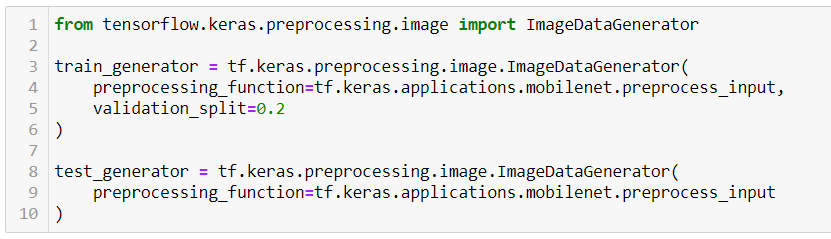 1 from tensorflow.keras.preprocessing.image import ImageDataGenerator
2
3 train_generator = tf.keras.preprocessing.image.ImageDataGenerator(
4     preprocessing_function=tf.keras.applications.mobilenet.preprocess_input,
5     validation_split=0.2
6 )
7
8 test_generator = tf.keras.preprocessing.image.ImageDataGenerator(
9     preprocessing_function=tf.keras.applications.mobilenet.preprocess_input
10 )